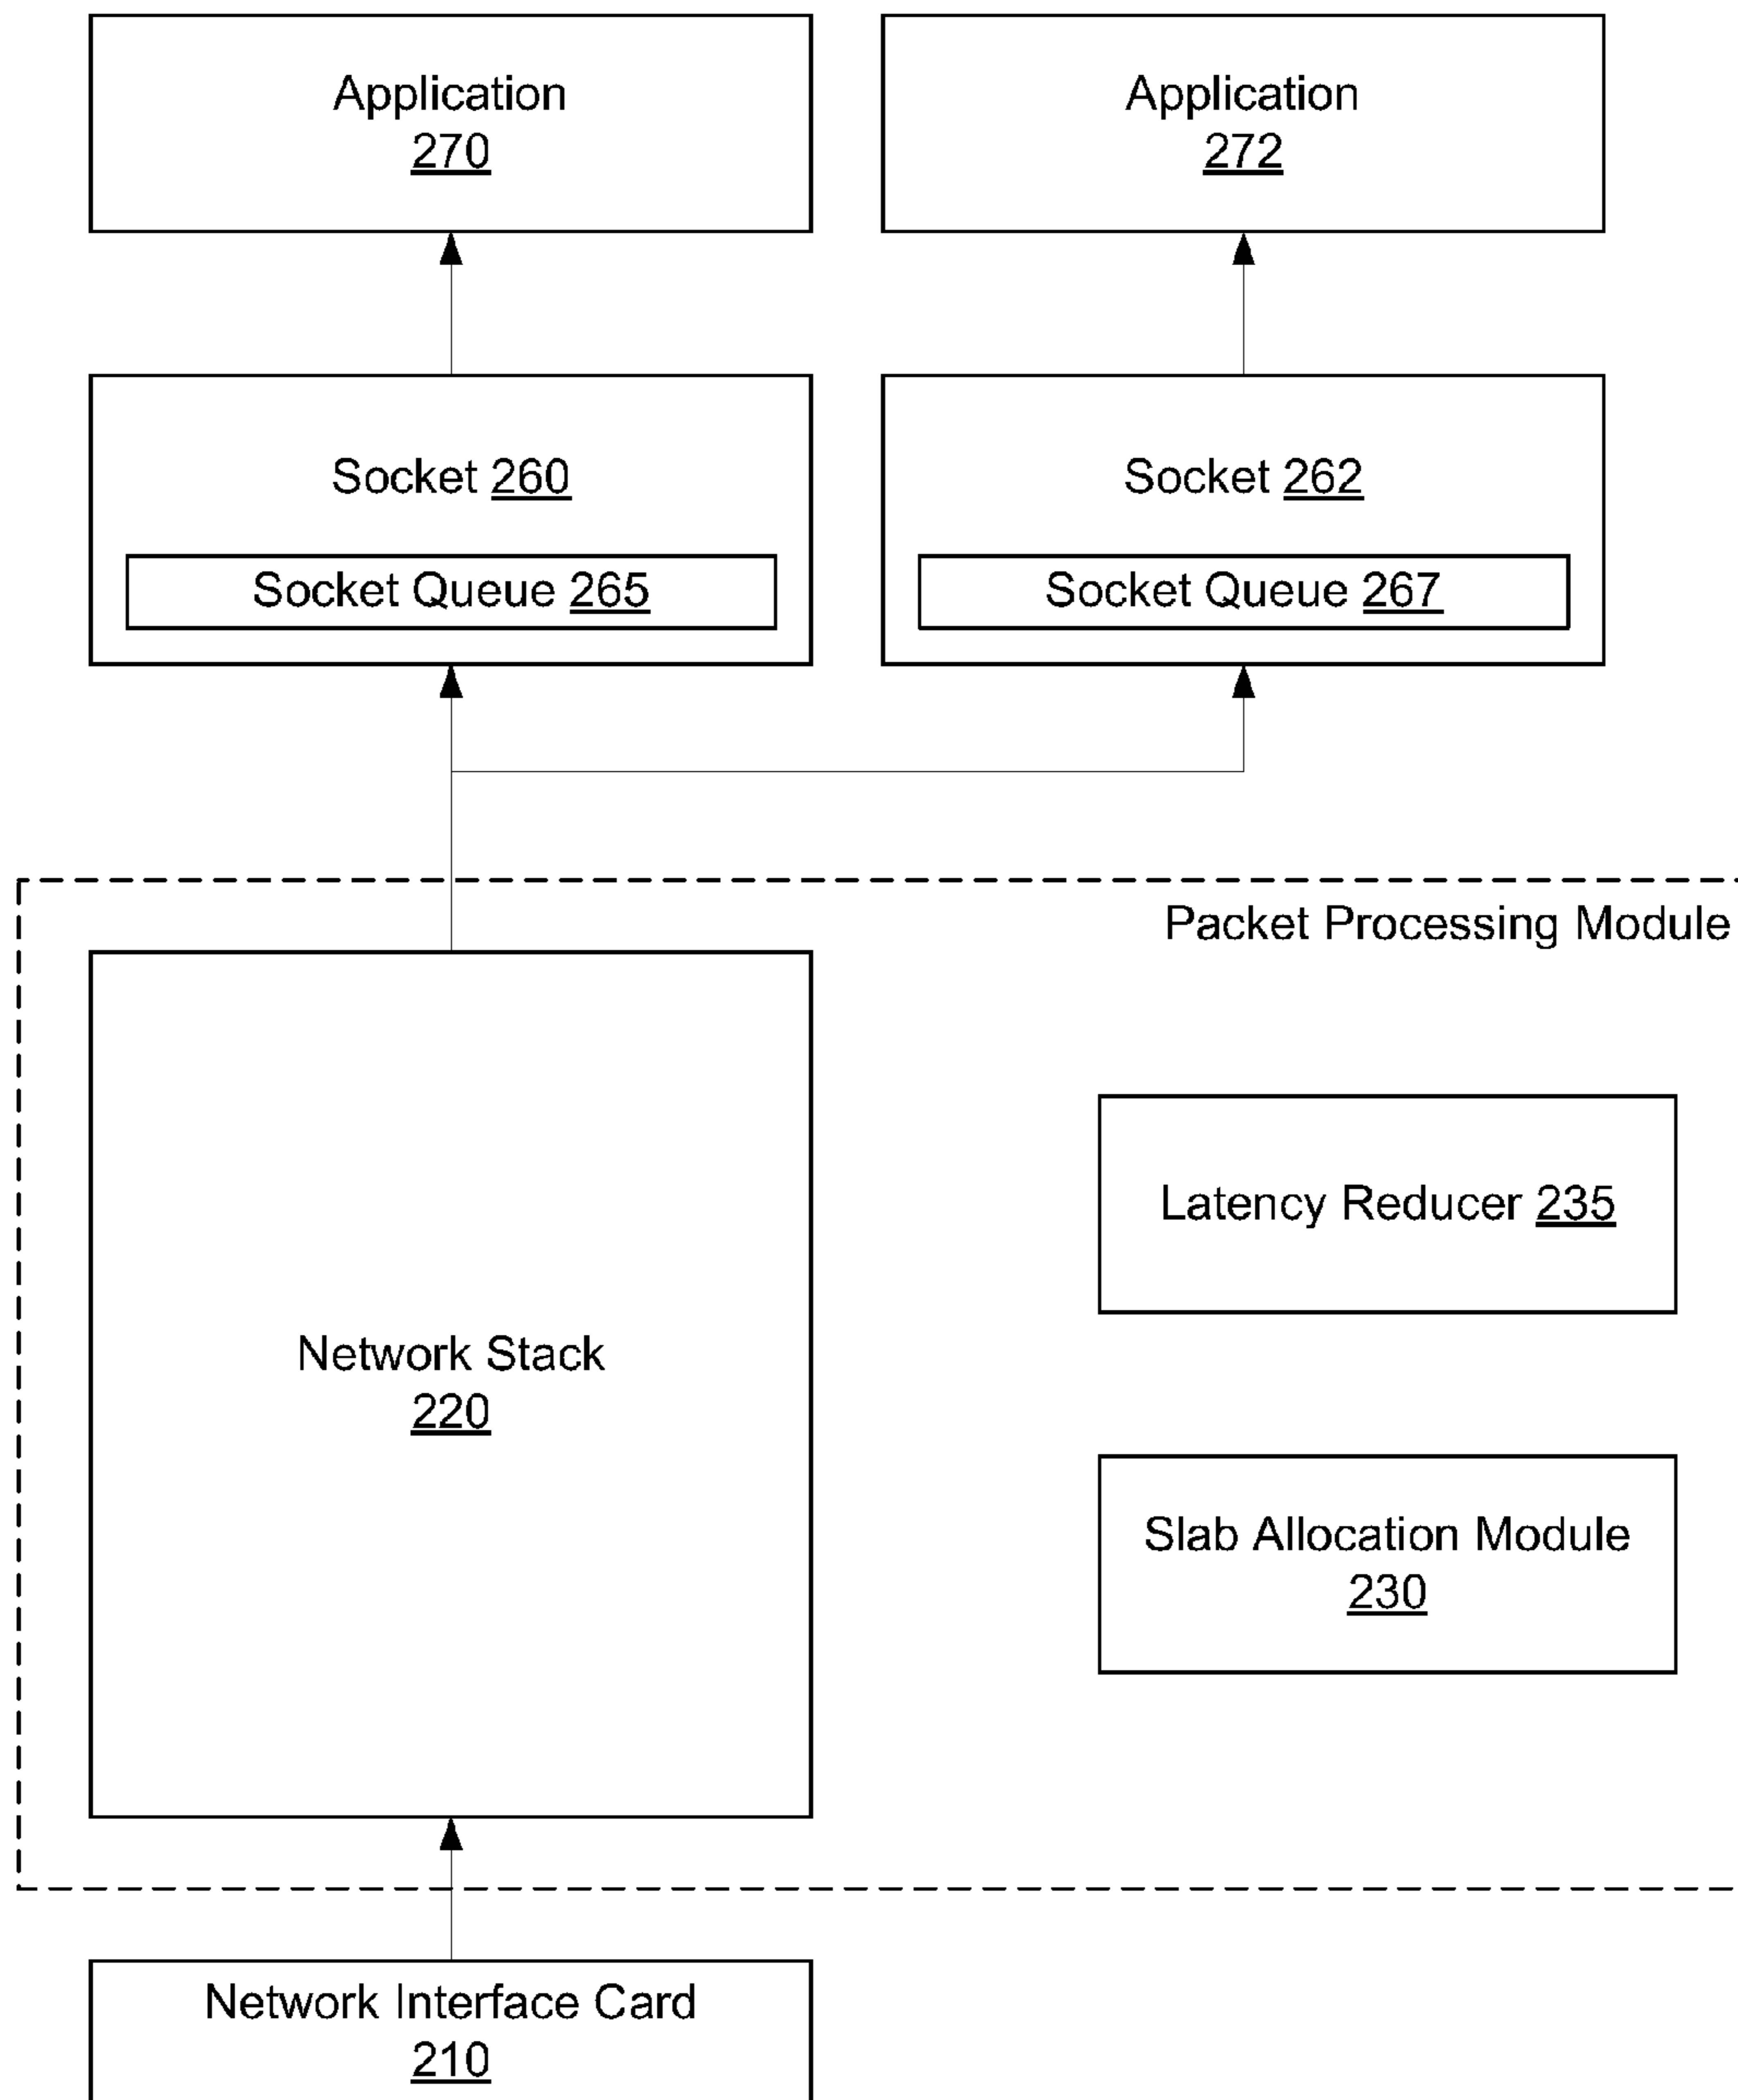 Application
270
Application
272
Socket 260
Socket Queue 265
Socket 262
Socket Queue 267
Packet Processing Module
Network Stack
220
Latency Reducer 235
Slab Allocation Module
230
Network Interface Card
210